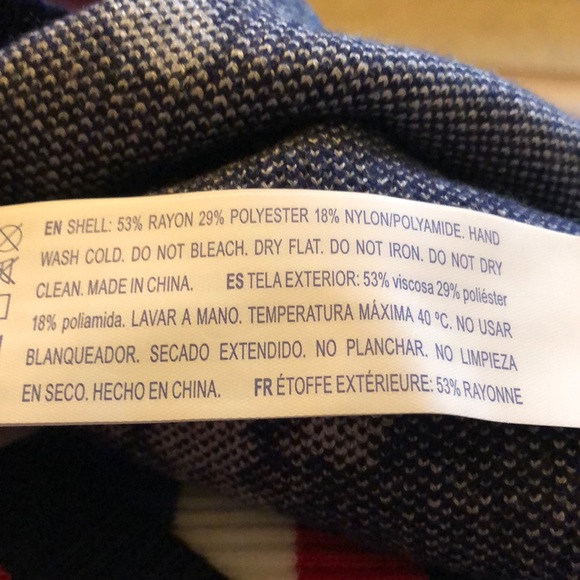 EN SHELL: 53% RAYON 29% POLYESTER 18% NYLON/POLYAMIDE. HAND
WASH COLD. DO NOT BLEACH. DRY FLAT. DO NOT IRON. DO NOT DRY
CLEAN. MADE IN CHINA. ES TELA EXTERIOR: 53% viscosa 29% poliéster
18% poliamida. LAVAR A MANO. TEMPERATURA MÁXIMA 40 ºC. NO USAR
BLANQUEADOR. SECADO EXTENDIDO. NO PLANCHAR. NO LIMPIEZA
EN SECO. HECHO EN CHINA. FR ÉTOFFE EXTÉRIEURE: 53% RAYONNE